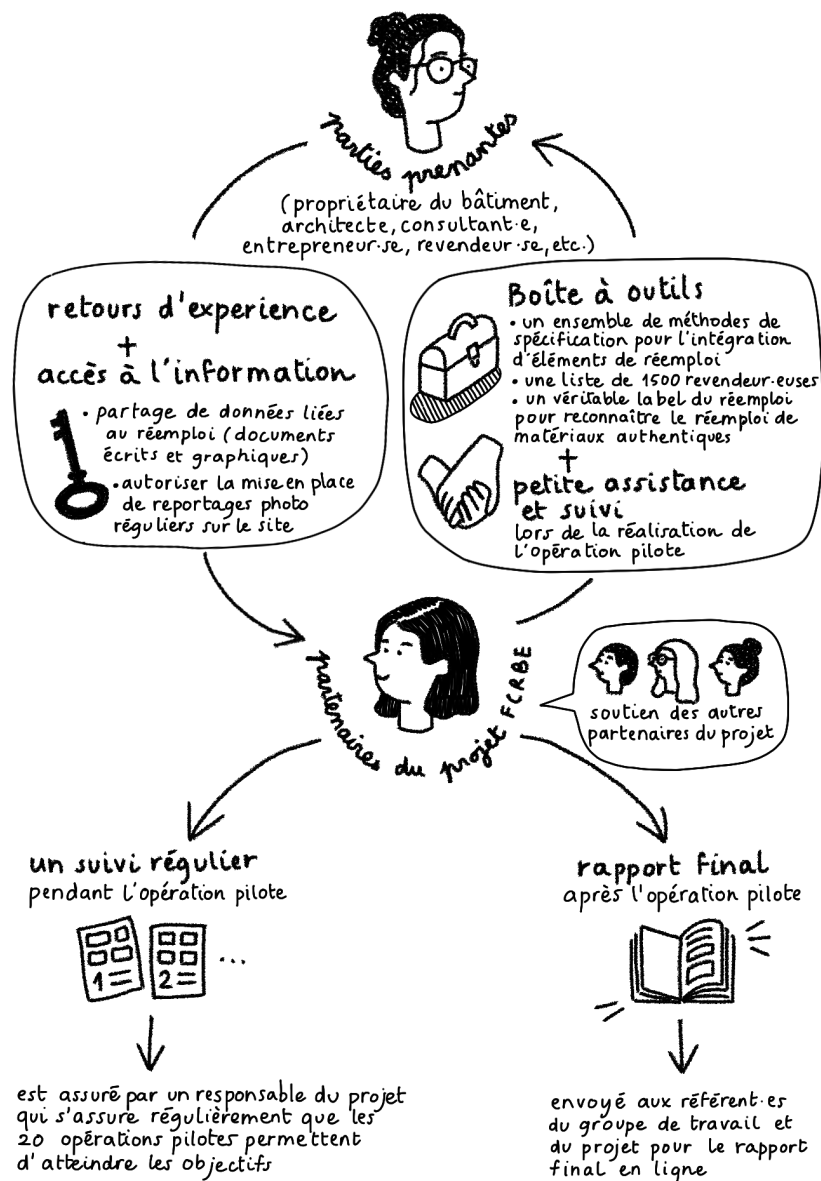 parties prenantes
(propriétaire du bâtiment,
architecte, consultant·e,
entrepreneur·se, revendeur·se, etc.)
retours d'experience
+
accès à l'information
• partage de données liées
au réemploi (documents
écrits et graphiques)
• autoriser la mise en place
de reportages photo
réguliers sur le site
Boîte à outils
• un ensemble de méthodes de
spécification pour l'intégration
d'éléments de réemploi
• une liste de 1500 revendeur·euses
• un véritable label du réemploi
pour reconnaître le réemploi de
matériaux authentiques
+
petite assistance
et suivi
lors de la réalisation de
l'opération pilote
partenaires du projet FCRBE
soutien des autres
partenaires du projet
un suivi régulier
pendant l'opération pilote
1 =
2 =
...
est assuré par un responsable du projet
qui s'assure régulièrement que les
20 opérations pilotes permettent
d'atteindre les objectifs
rapport final
après l'opération pilote
envoyé aux référent·es
du groupe de travail et
du projet pour le rapport
final en ligne